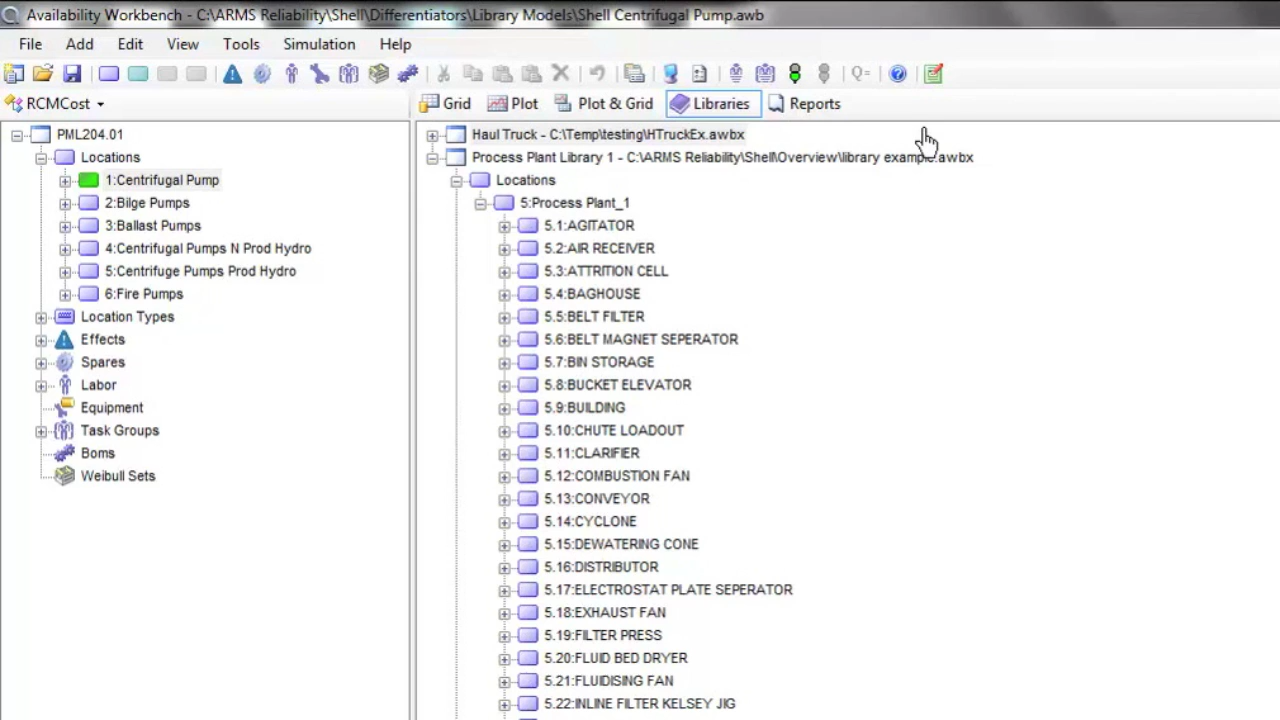 Availability Workbench - C:\ARMS Reliability\Shell\Differentiators\Library Models\Shell Centrifugal Pump.awb
File Add Edit View Tools Simulation Help
Q=
RCMCost
Grid Plot Plot & Grid Libraries Reports
PML204.01
Locations
1:Centrifugal Pump
2:Bilge Pumps
3:Ballast Pumps
4:Centrifugal Pumps N Prod Hydro
5:Centrifuge Pumps Prod Hydro
6:Fire Pumps
Location Types
Effects
Spares
Labor
Equipment
Task Groups
Boms
Weibull Sets
Haul Truck - C:\Temp\testing\HTruckEx.awbx
Process Plant Library 1 - C:\ARMS Reliability\Shell\Overview\library example.awbx
Locations
5:Process Plant_1
5.1:AGITATOR
5.2:AIR RECEIVER
5.3:ATTRITION CELL
5.4:BAGHOUSE
5.5:BELT FILTER
5.6:BELT MAGNET SEPERATOR
5.7:BIN STORAGE
5.8:BUCKET ELEVATOR
5.9:BUILDING
5.10:CHUTE LOADOUT
5.11:CLARIFIER
5.12:COMBUSTION FAN
5.13:CONVEYOR
5.14:CYCLONE
5.15:DEWATERING CONE
5.16:DISTRIBUTOR
5.17:ELECTROSTAT PLATE SEPERATOR
5.18:EXHAUST FAN
5.19:FILTER PRESS
5.20:FLUID BED DRYER
5.21:FLUIDISING FAN
5.22:INLINE FILTER KELSEY JIG